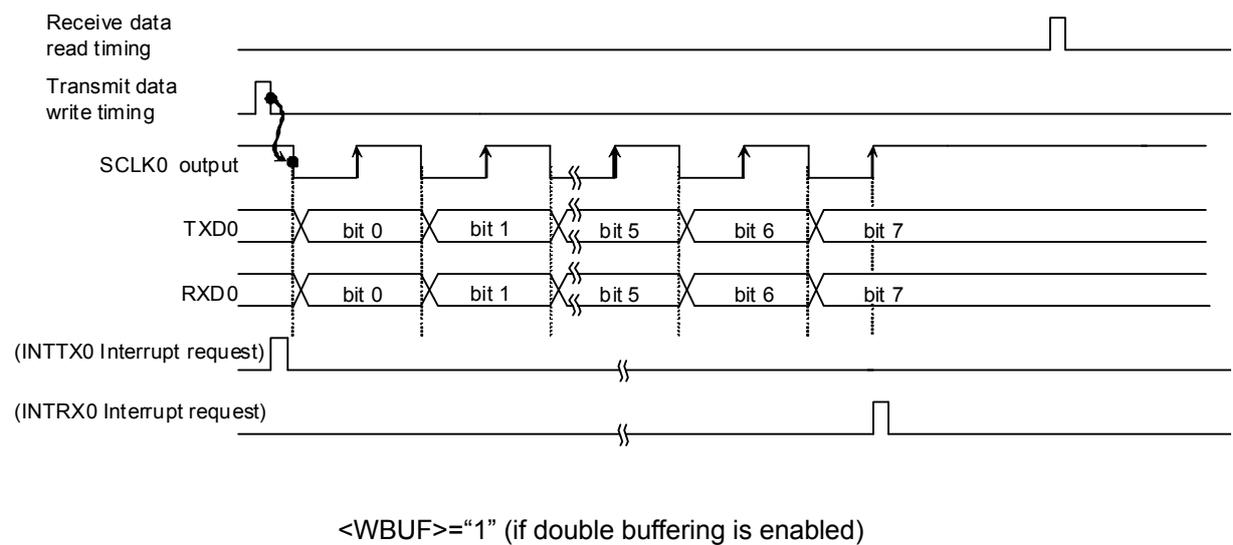 Receive data
read timing
Transmit data
write timing
SCLK0 output
TXD0 bit 0 bit 1 bit 5 bit 6 bit 7
RXD0 bit 0 bit 1 bit 5 bit 6 bit 7
(INTTX0 Interrupt request)
(INTRX0 Interrupt request)
<WBUF>=“1” (if double buffering is enabled)